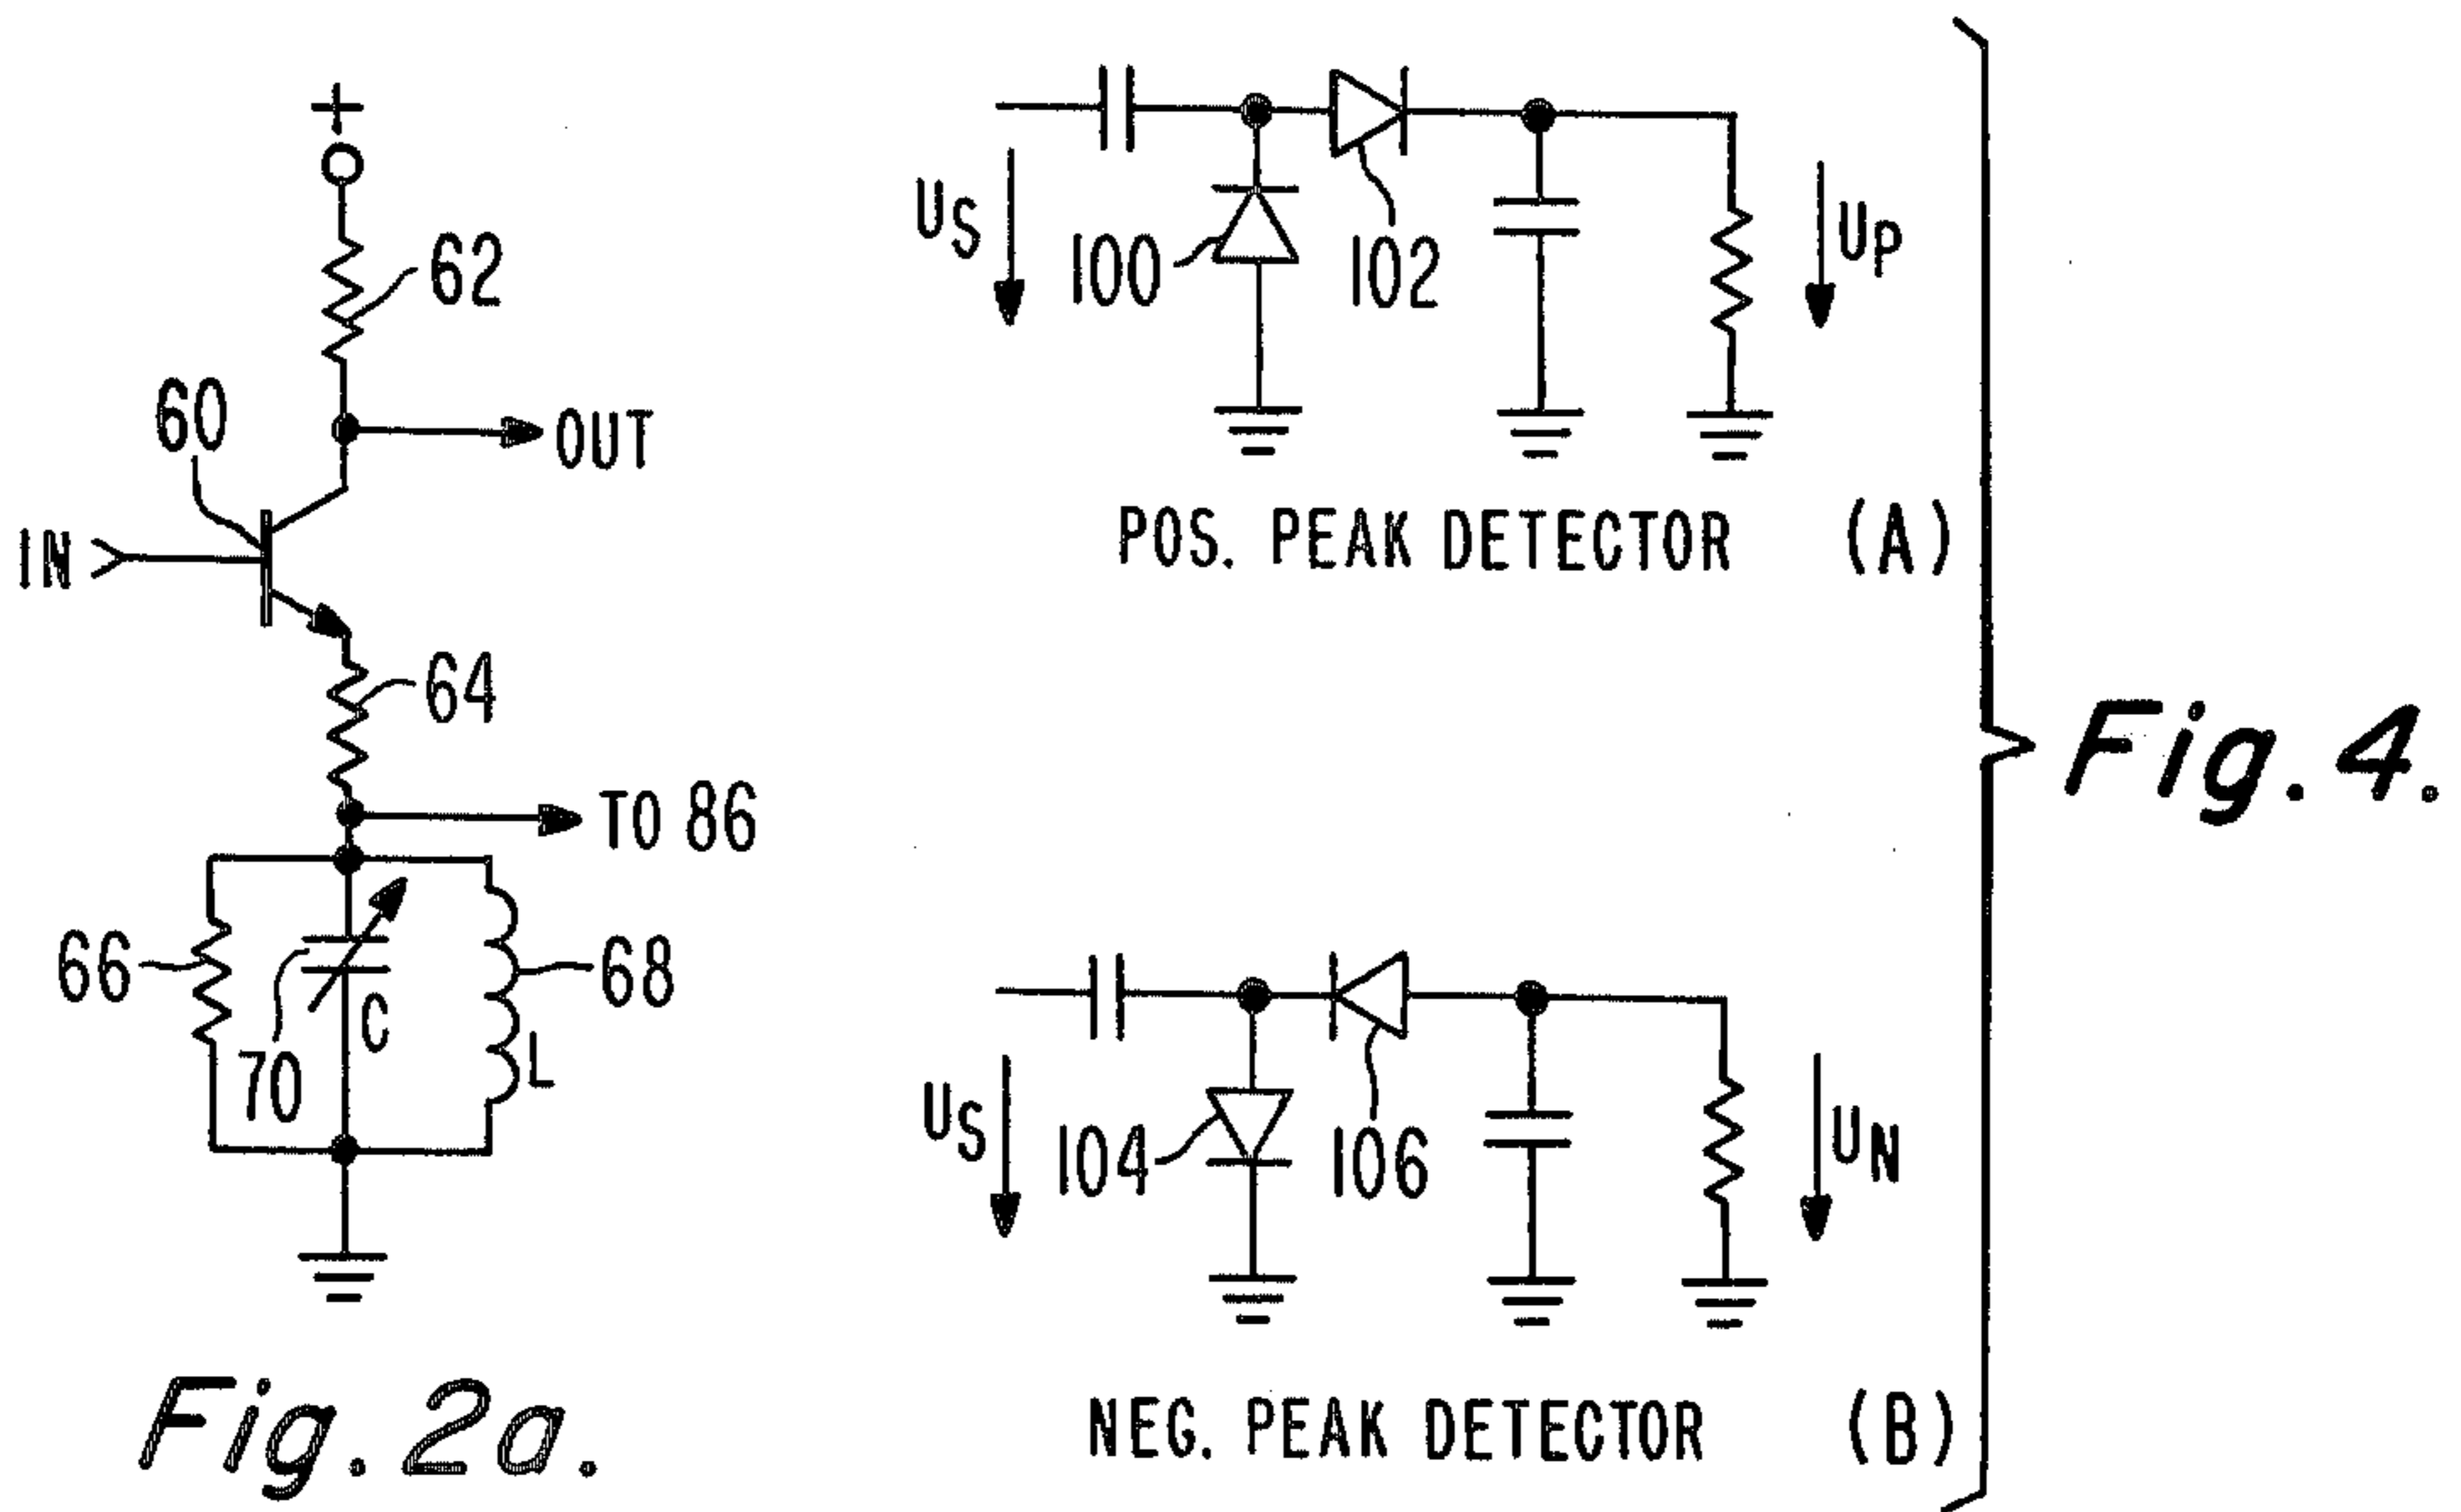 +
62
60
OUT
IN
64
TO 86
66
70
C
68
L
Fig. 2a.
US
100
102
UP
POS. PEAK DETECTOR (A)
US
104
106
UN
NEG. PEAK DETECTOR (B)
Fig. 4.